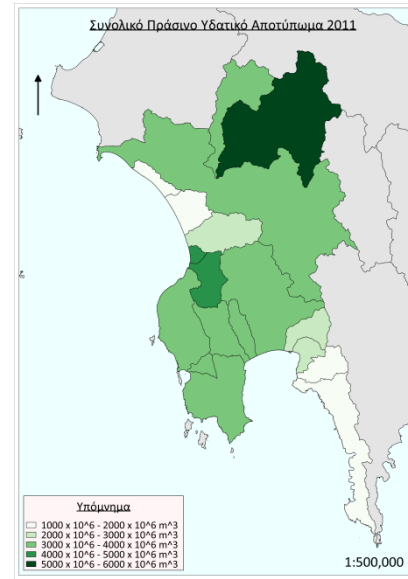 Συνολικό Πράσινο Υδατικό Αποτύπωμα 2011
Υπόμνημα
1000 x 10^6 - 2000 x 10^6 m^3
2000 x 10^6 - 3000 x 10^6 m^3
3000 x 10^6 - 4000 x 10^6 m^3
4000 x 10^6 - 5000 x 10^6 m^3
5000 x 10^6 - 6000 x 10^6 m^3
1:500,000